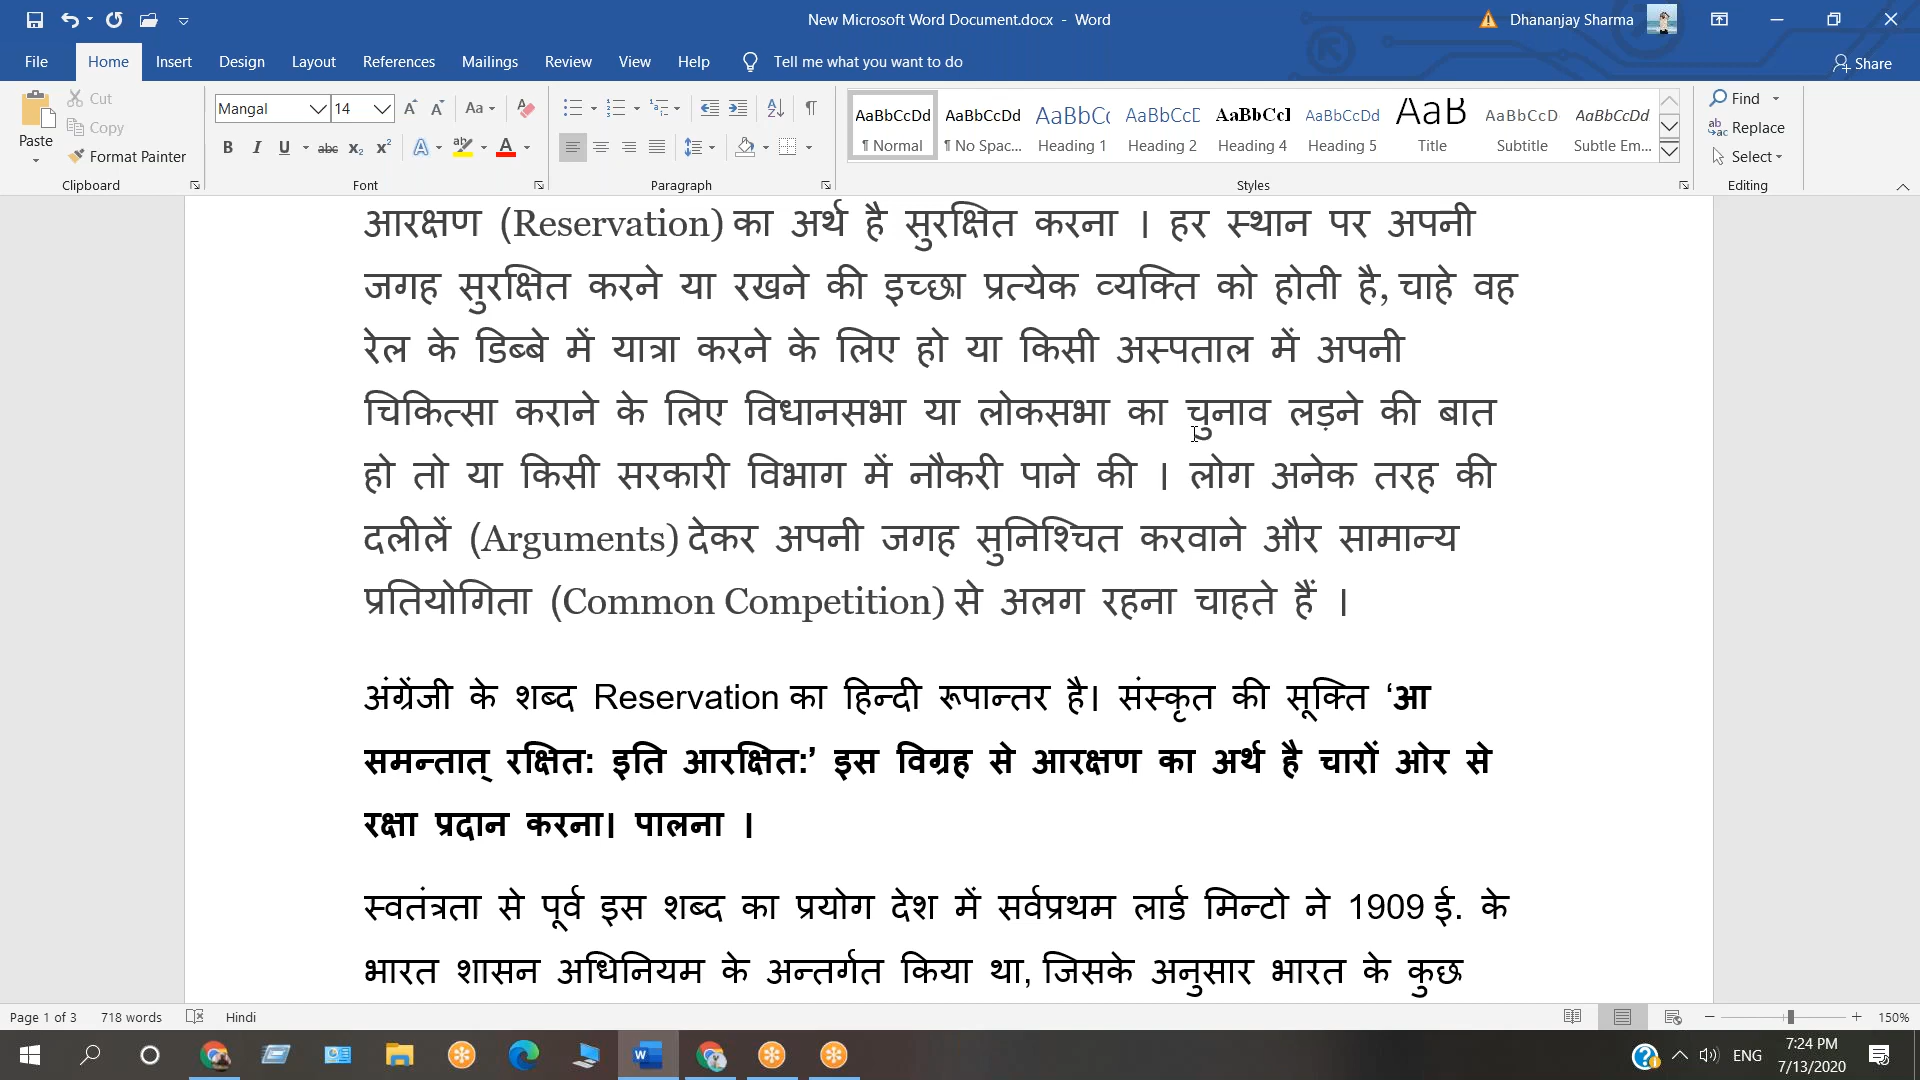 New Microsoft Word Document.docx - Word
Dhananjay Sharma
File Home Insert Design Layout References Mailings Review View Help Tell me what you want to do
Share
Paste
Cut
Copy
Format Painter
Clipboard
Mangal 14
Font
Paragraph
AaBbCcDd AaBbCcDd AaBbCc AaBbCcD AaBbCcI AaBbCcDd AaB AaBbCcD AaBbCcDd
¶ Normal ¶ No Spac... Heading 1 Heading 2 Heading 4 Heading 5 Title Subtitle Subtle Em...
Styles
Find
Replace
Select
Editing
आरक्षण (Reservation) का अर्थ है सुरक्षित करना । हर स्थान पर अपनी
जगह सुरक्षित करने या रखने की इच्छा प्रत्येक व्यक्ति को होती है, चाहे वह
रेल के डिब्बे में यात्रा करने के लिए हो या किसी अस्पताल में अपनी
चिकित्सा कराने के लिए विधानसभा या लोकसभा का चुनाव लड़ने की बात
हो तो या किसी सरकारी विभाग में नौकरी पाने की । लोग अनेक तरह की
दलीलें (Arguments) देकर अपनी जगह सुनिश्चित करवाने और सामान्य
प्रतियोगिता (Common Competition) से अलग रहना चाहते हैं ।
अंग्रेंजी के शब्द Reservation का हिन्दी रूपान्तर है। संस्कृत की सूक्ति ‘आ
समन्तात् रक्षित: इति आरक्षित:’ इस विग्रह से आरक्षण का अर्थ है चारों ओर से
रक्षा प्रदान करना। पालना ।
स्वतंत्रता से पूर्व इस शब्द का प्रयोग देश में सर्वप्रथम लार्ड मिन्टो ने 1909 ई. के
भारत शासन अधिनियम के अन्तर्गत किया था, जिसके अनुसार भारत के कुछ
Page 1 of 3 718 words Hindi 150%
ENG
7:24 PM
7/13/2020